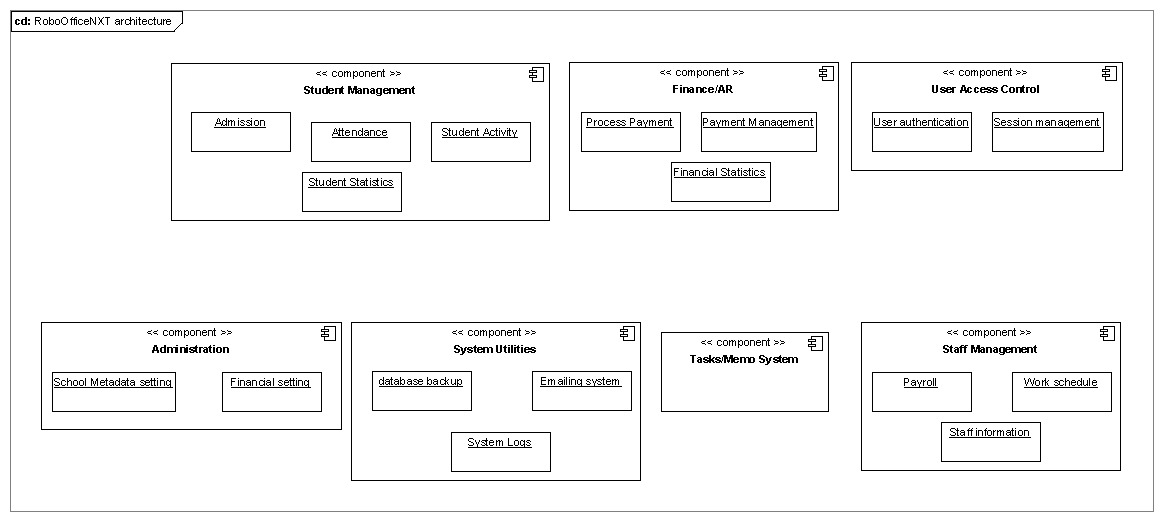 cd: RoboOfficeNXT architecture
<< component >>
Student Management
Admission
Attendance
Student Activity
Student Statistics
<< component >>
Finance/AR
Process Payment
Payment Management
Financial Statistics
<< component >>
User Access Control
User authentication
Session management
<< component >>
Administration
School Metadata setting
Financial setting
<< component >>
System Utilities
database backup
Emailing system
System Logs
<< component >>
Tasks/Memo System
<< component >>
Staff Management
Payroll
Work schedule
Staff information